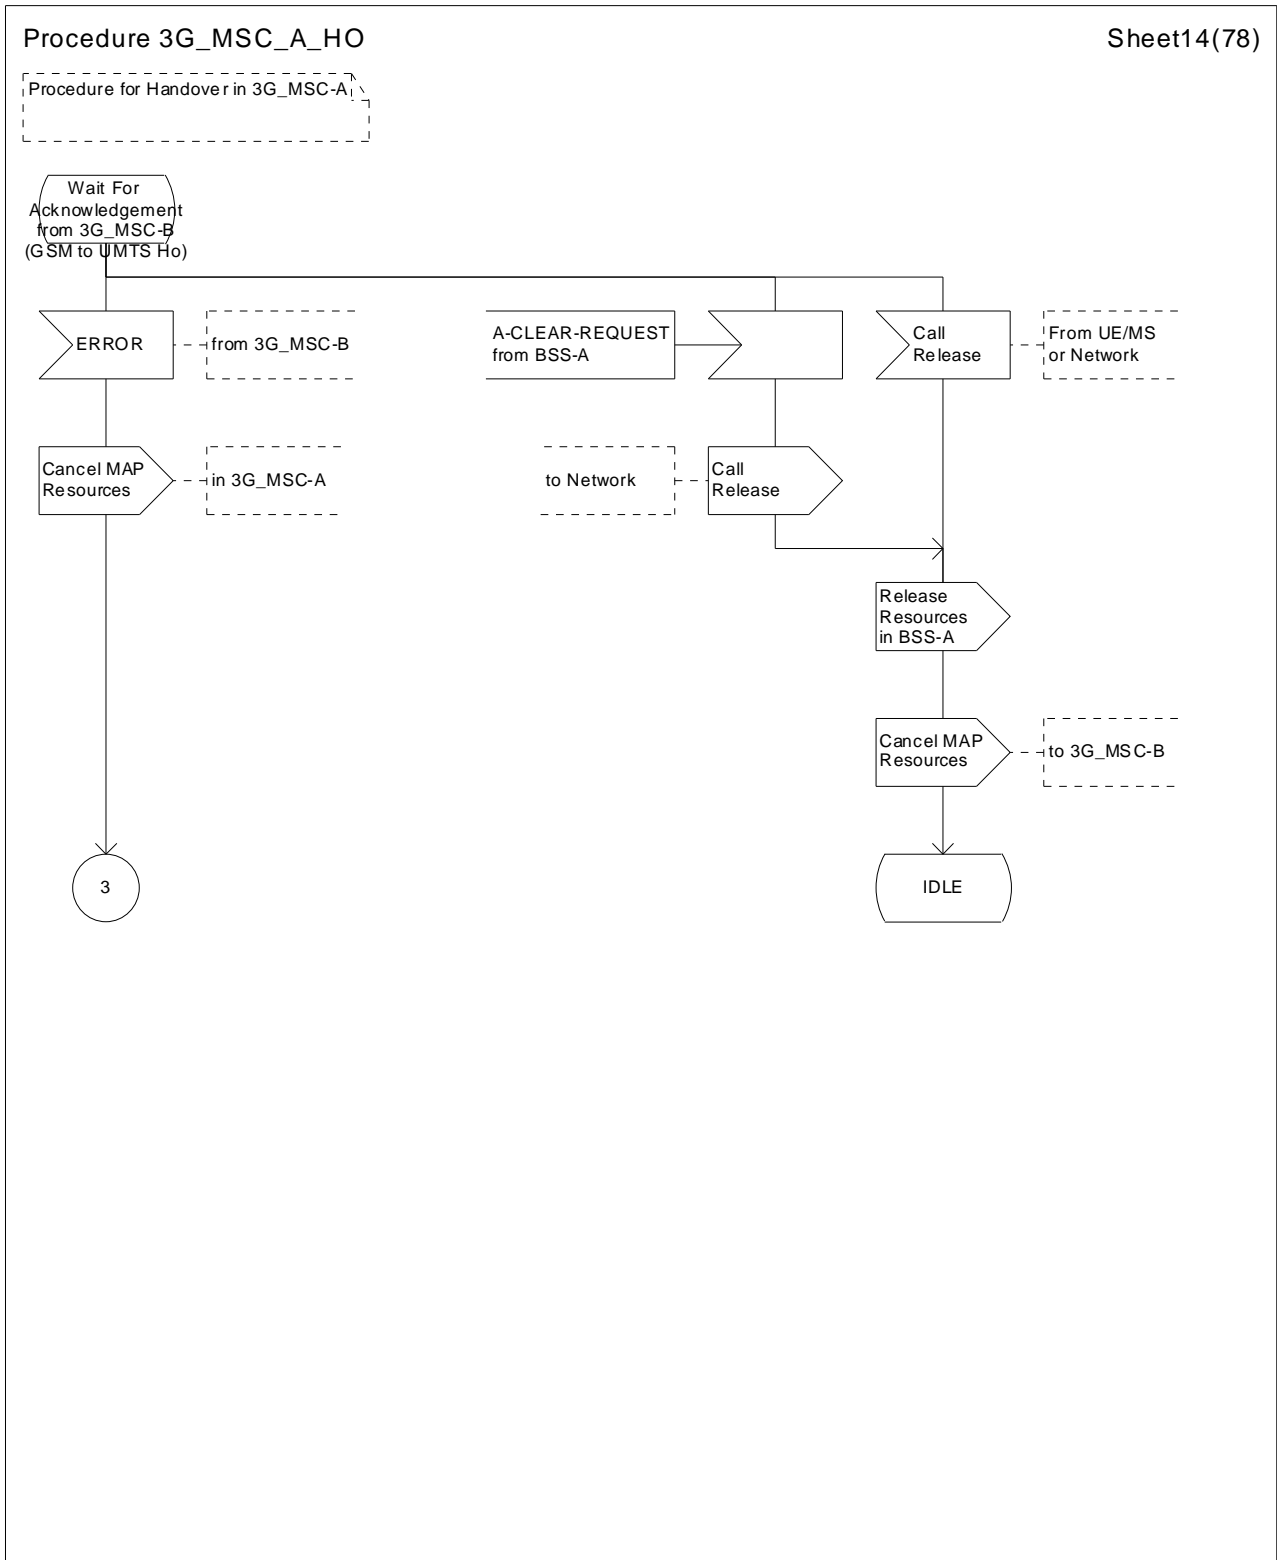 Procedure 3G_MSC_A_HO
Sheet14(78)
Procedure for Handover in 3G_MSC-A
Wait For
Acknowledgement
from 3G_MSC-B
(GSM to UMTS Ho)
ERROR
from 3G_MSC-B
A-CLEAR-REQUEST
from BSS-A
Call
Release
From UE/MS
or Network
Cancel MAP
Resources
in 3G_MSC-A
to Network
Call
Release
Release
Resources
in BSS-A
Cancel MAP
Resources
to 3G_MSC-B
3
IDLE